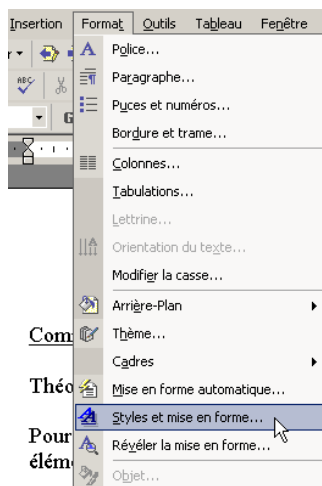 Insertion Format Outils Tableau Fenêtre
Police...
Paragraphe...
ABC
Puces et numéros...
G
Bordure et trame...
Colonnes...
Tabulations...
Lettrine...
Orientation du texte...
Modifier la casse...
Arrière-Plan
Com
Thème...
Cadres
Théo
Mise en forme automatique...
Styles et mise en forme...
Pour
Révéler la mise en forme...
élém
Objet...